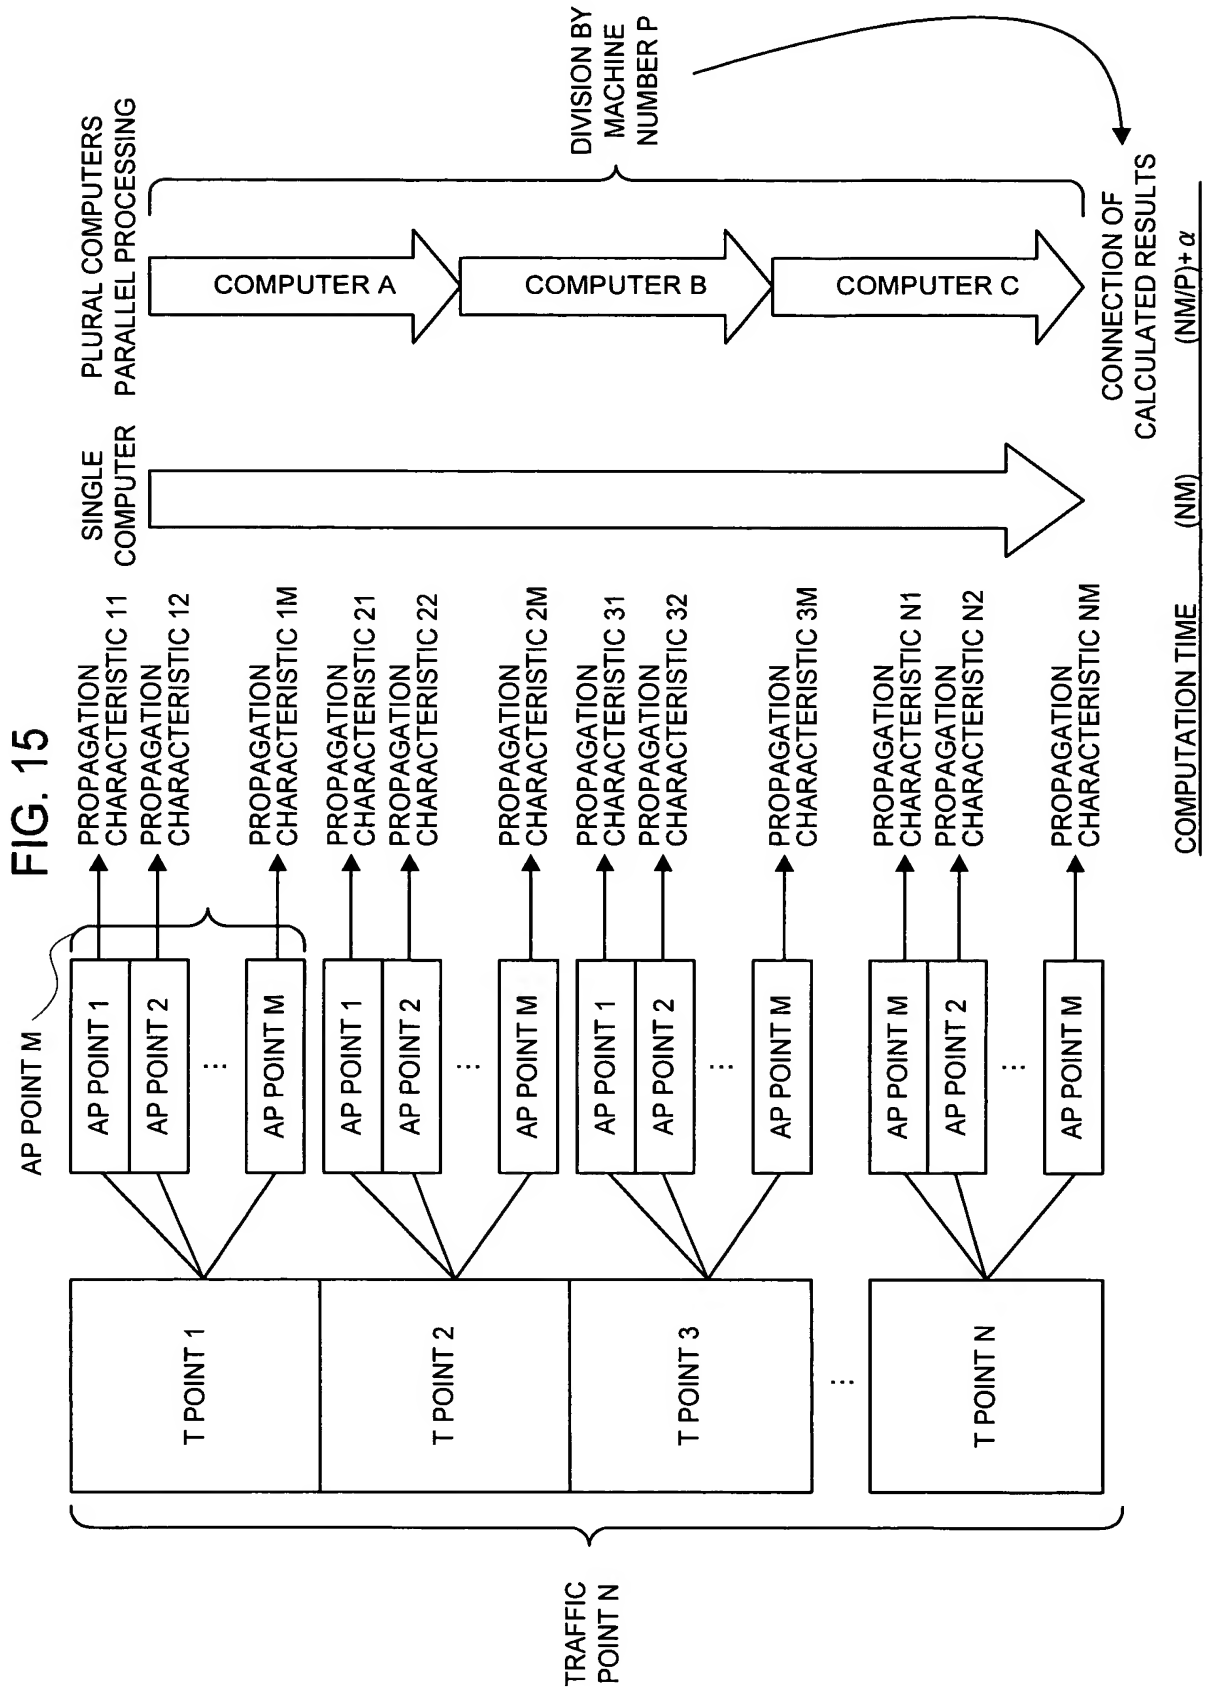 FIG. 15
AP POINT M
SINGLE
COMPUTER
PLURAL COMPUTERS
PARALLEL PROCESSING
TRAFFIC
POINT N
T POINT 1
AP POINT 1
PROPAGATION
CHARACTERISTIC 11
AP POINT 2
PROPAGATION
CHARACTERISTIC 12
...
AP POINT M
PROPAGATION
CHARACTERISTIC 1M
T POINT 2
AP POINT 1
PROPAGATION
CHARACTERISTIC 21
AP POINT 2
PROPAGATION
CHARACTERISTIC 22
...
AP POINT M
PROPAGATION
CHARACTERISTIC 2M
T POINT 3
AP POINT 1
PROPAGATION
CHARACTERISTIC 31
AP POINT 2
PROPAGATION
CHARACTERISTIC 32
...
AP POINT M
PROPAGATION
CHARACTERISTIC 3M
...
T POINT N
AP POINT M
PROPAGATION
CHARACTERISTIC N1
AP POINT 2
PROPAGATION
CHARACTERISTIC N2
...
AP POINT M
PROPAGATION
CHARACTERISTIC NM
COMPUTER A
COMPUTER B
COMPUTER C
DIVISION BY
MACHINE
NUMBER P
CONNECTION OF
CALCULATED RESULTS
COMPUTATION TIME (NM) (NM/P)+α